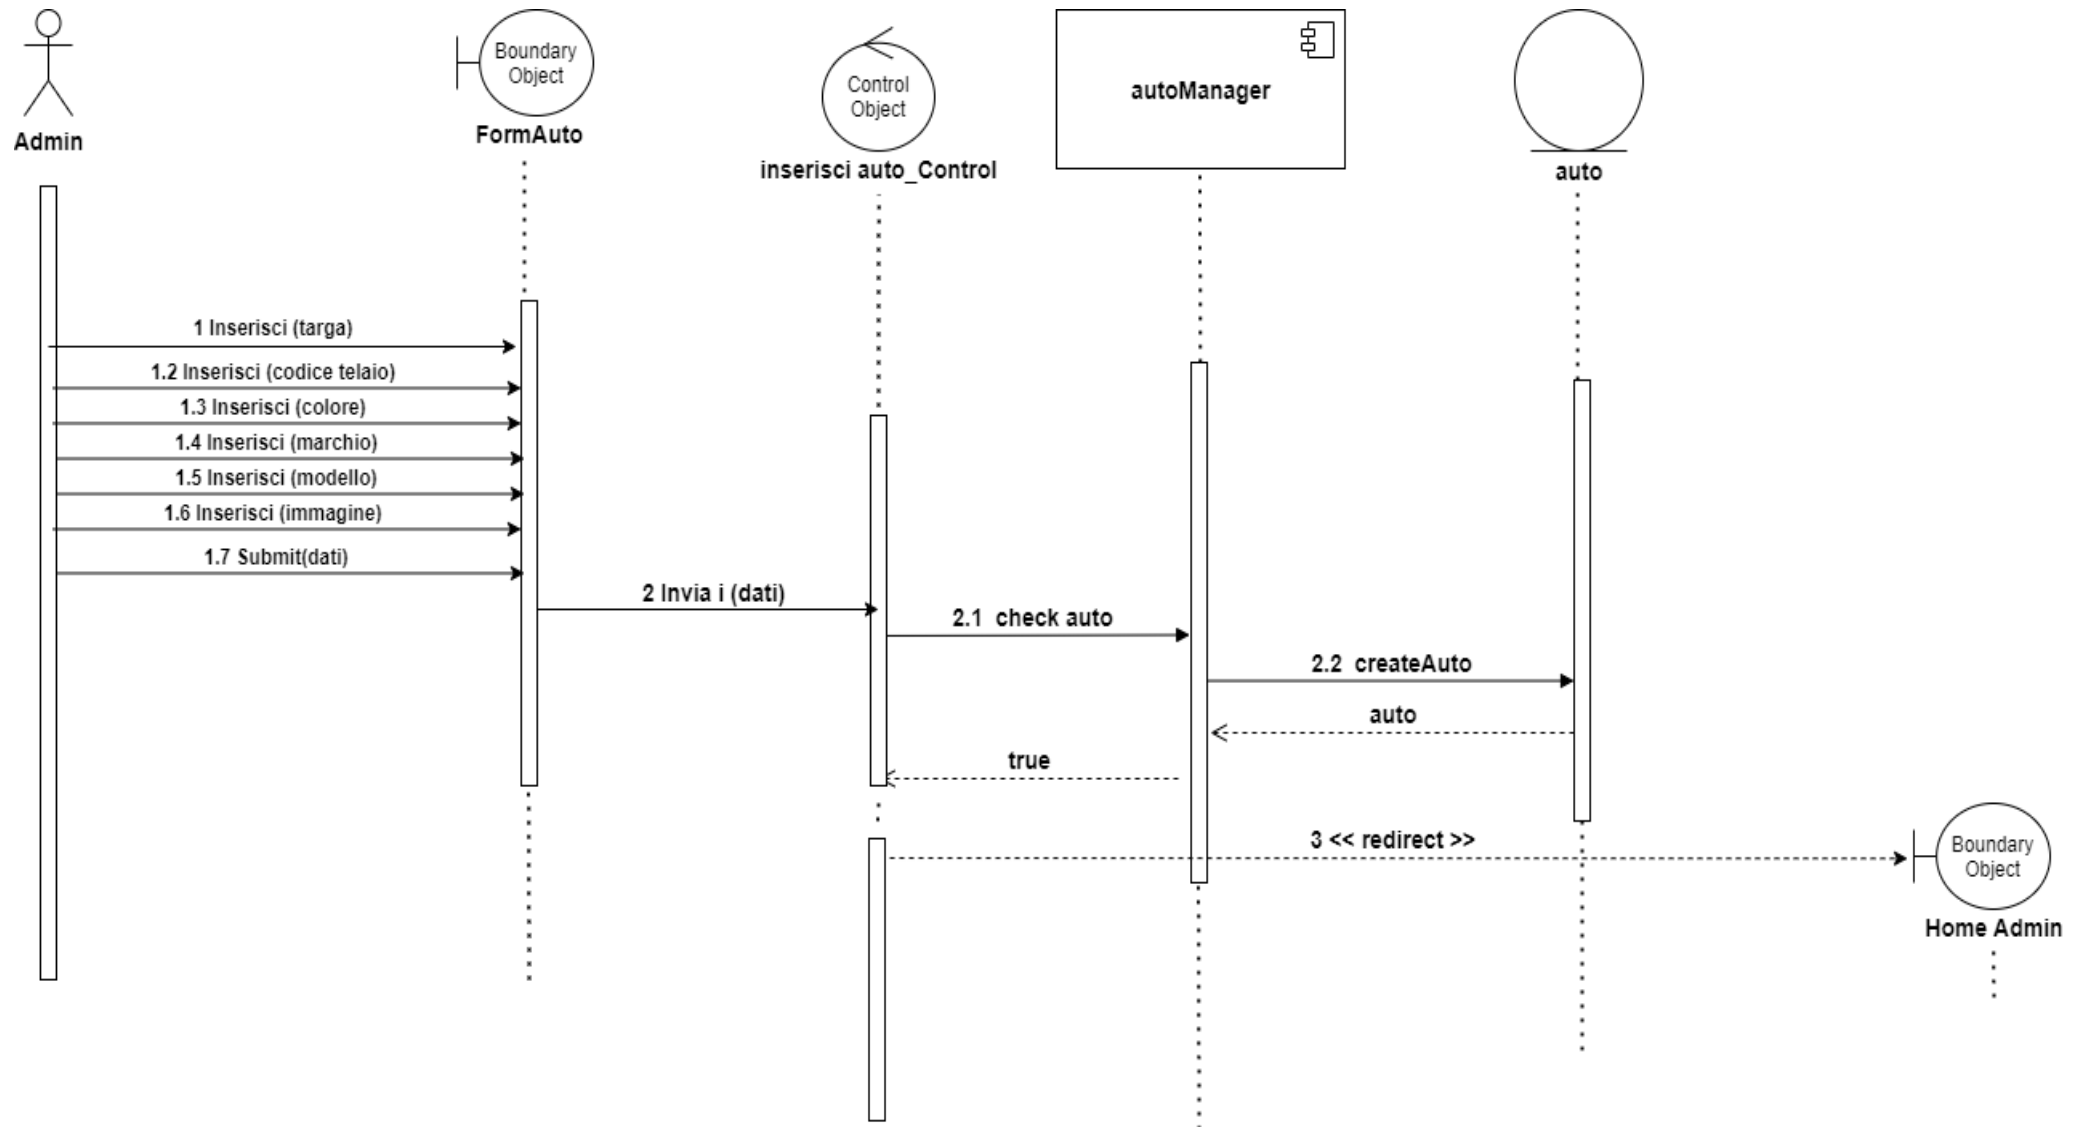 Boundary
Object
FormAuto
Admin
Control
Object
inserisci auto_Control
autoManager
auto
1 Inserisci (targa)
1.2 Inserisci (codice telaio)
1.3 Inserisci (colore)
1.4 Inserisci (marchio)
1.5 Inserisci (modello)
1.6 Inserisci (immagine)
1.7 Submit(dati)
2 Invia i (dati)
2.1 check auto
2.2 createAuto
auto
true
3 << redirect >>
Boundary
Object
Home Admin